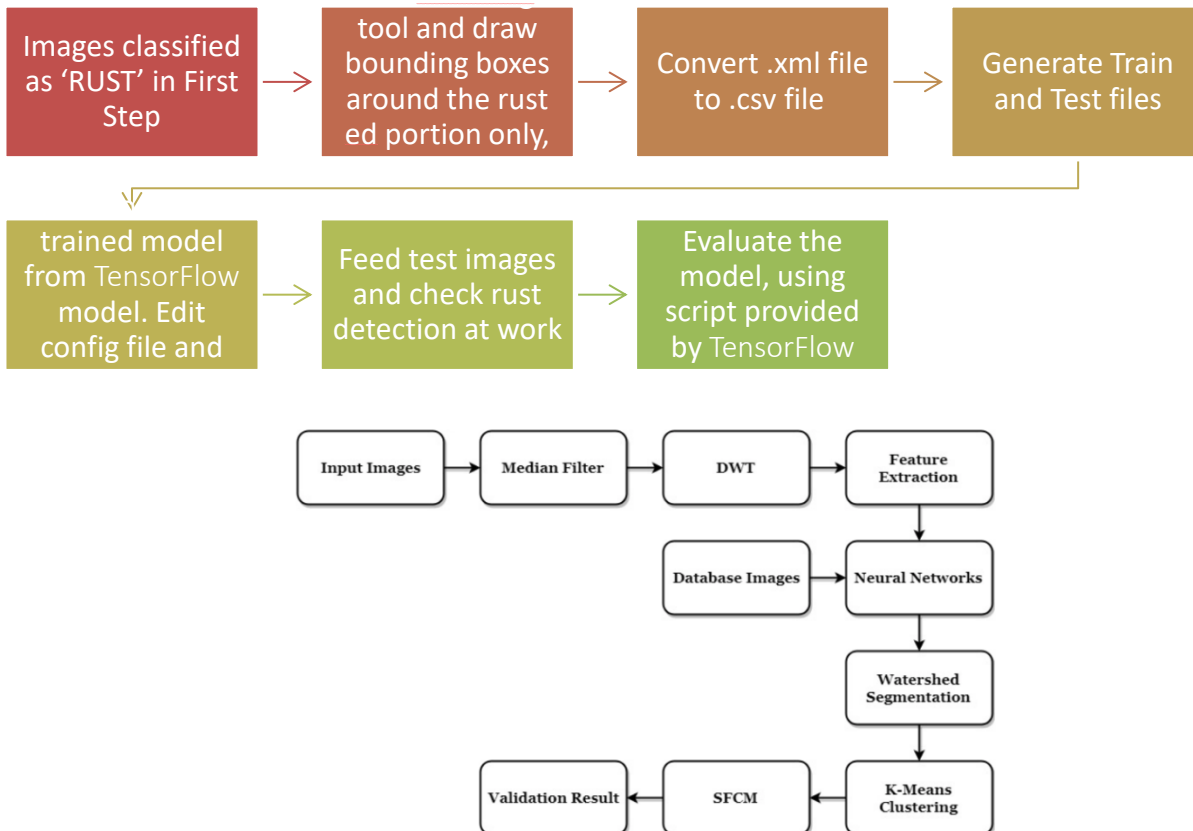 Images classified
as ‘RUST’ in First
Step
tool and draw
bounding boxes
around the rust
ed portion only,
Convert .xml file
to .csv file
Generate Train
and Test files
trained model
from TensorFlow
model. Edit
config file and
Feed test images
and check rust
detection at work
Evaluate the
model, using
script provided
by TensorFlow
Input Images
Median Filter
DWT
Feature
Extraction
Database Images
Neural Networks
Watershed
Segmentation
Validation Result
SFCM
K-Means
Clustering